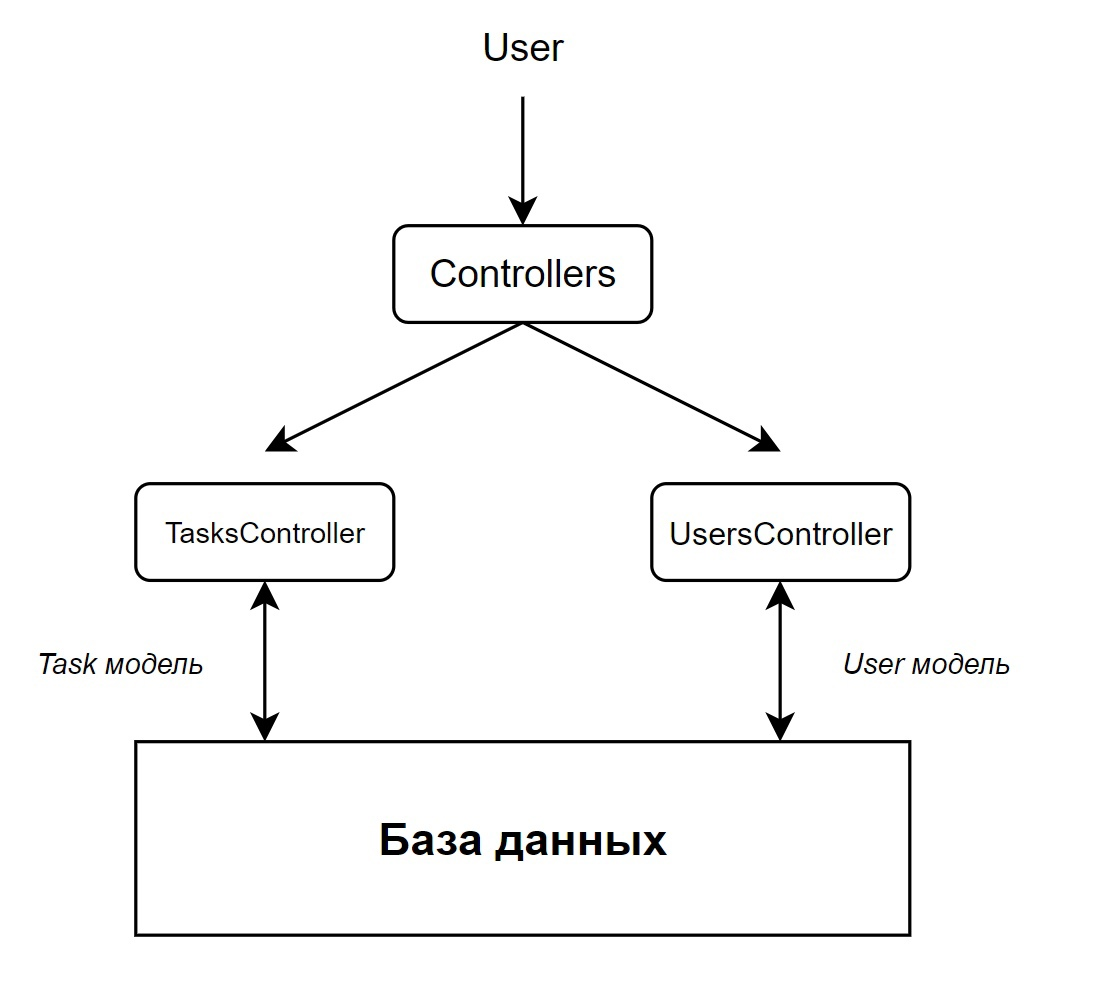 User
Controllers
TasksController
UsersController
Task модель
User модель
База данных